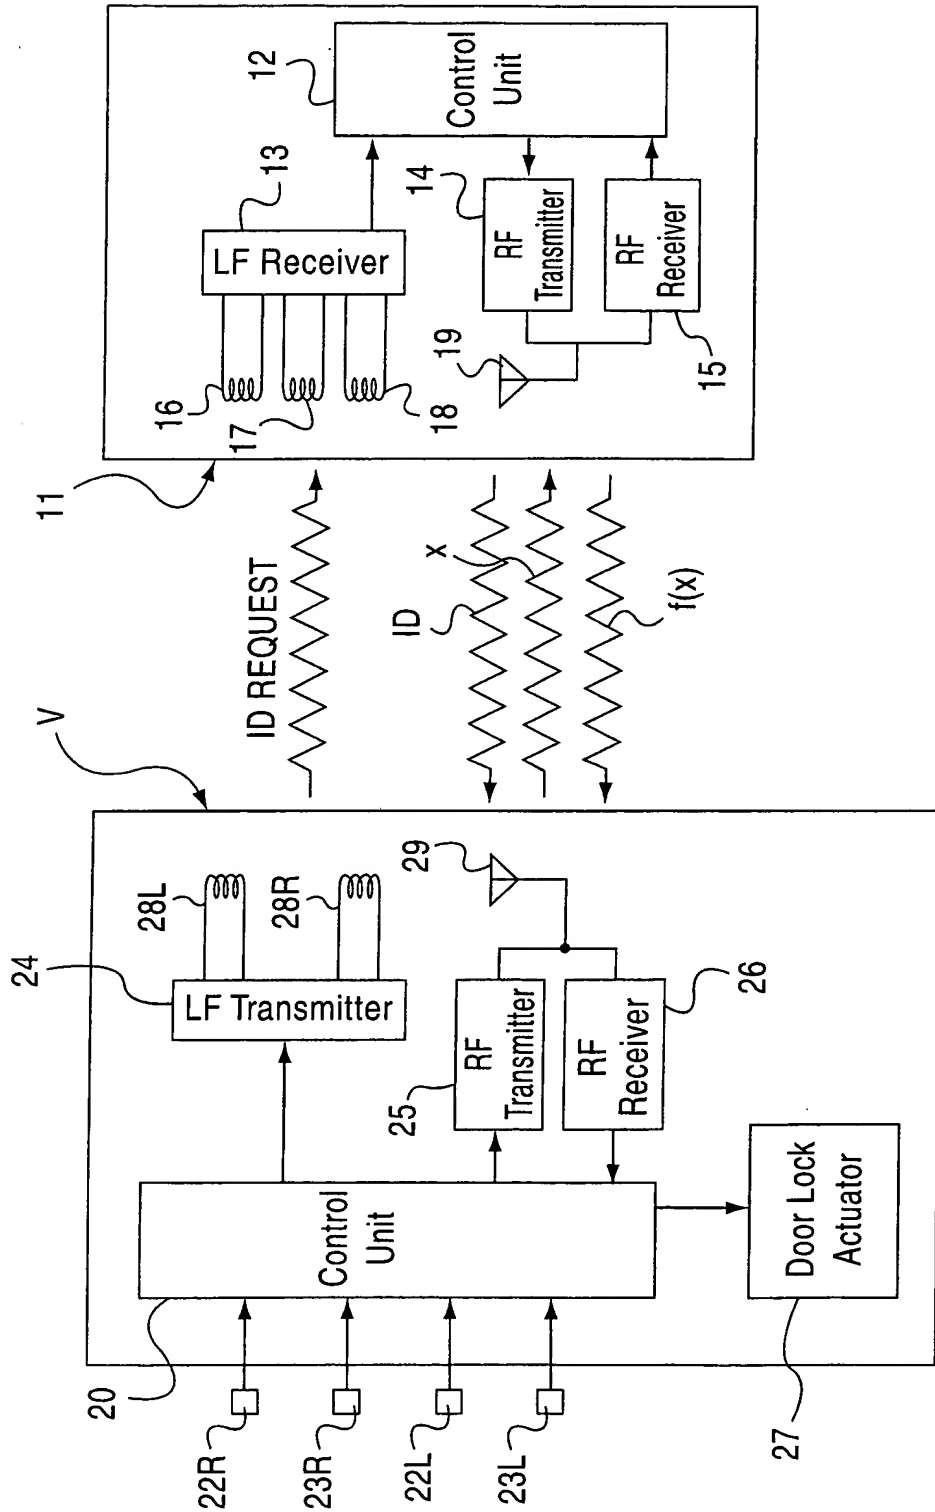 V
24
28L
28R
LF Transmitter
29
25
RF
Transmitter
RF
Receiver
26
Control
Unit
20
22R
23R
22L
23L
Door Lock
Actuator
27
ID REQUEST
ID
x
f(x)
11
16
17
18
LF Receiver
13
12
Control
Unit
14
RF
Transmitter
19
RF
Receiver
15